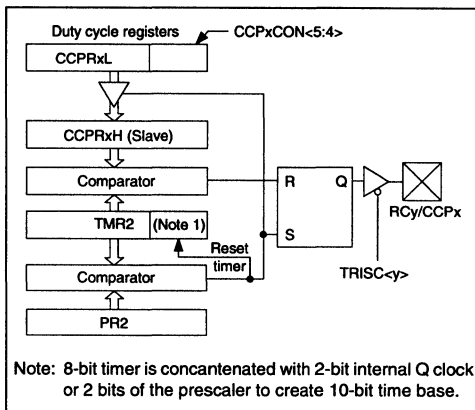 Duty cycle registers
CCPxCON<5:4>
CCPRxL
CCPRxH (Slave)
Comparator
R Q
TMR2 (Note 1)
RCy/CCPx
S
Reset
timer
Comparator
TRISC<y>
PR2
Note: 8-bit timer is concantenated with 2-bit internal Q clock
or 2 bits of the prescaler to create 10-bit time base.